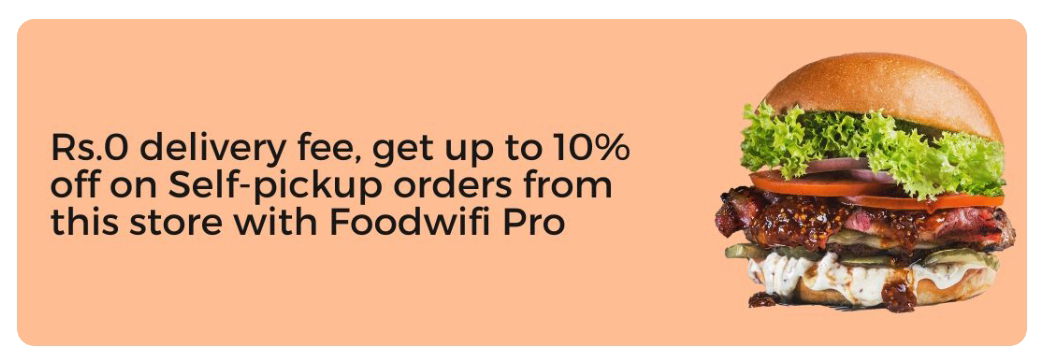 Rs.0 delivery fee, get up to 10%
off on Self-pickup orders from
this store with Foodwifi Pro